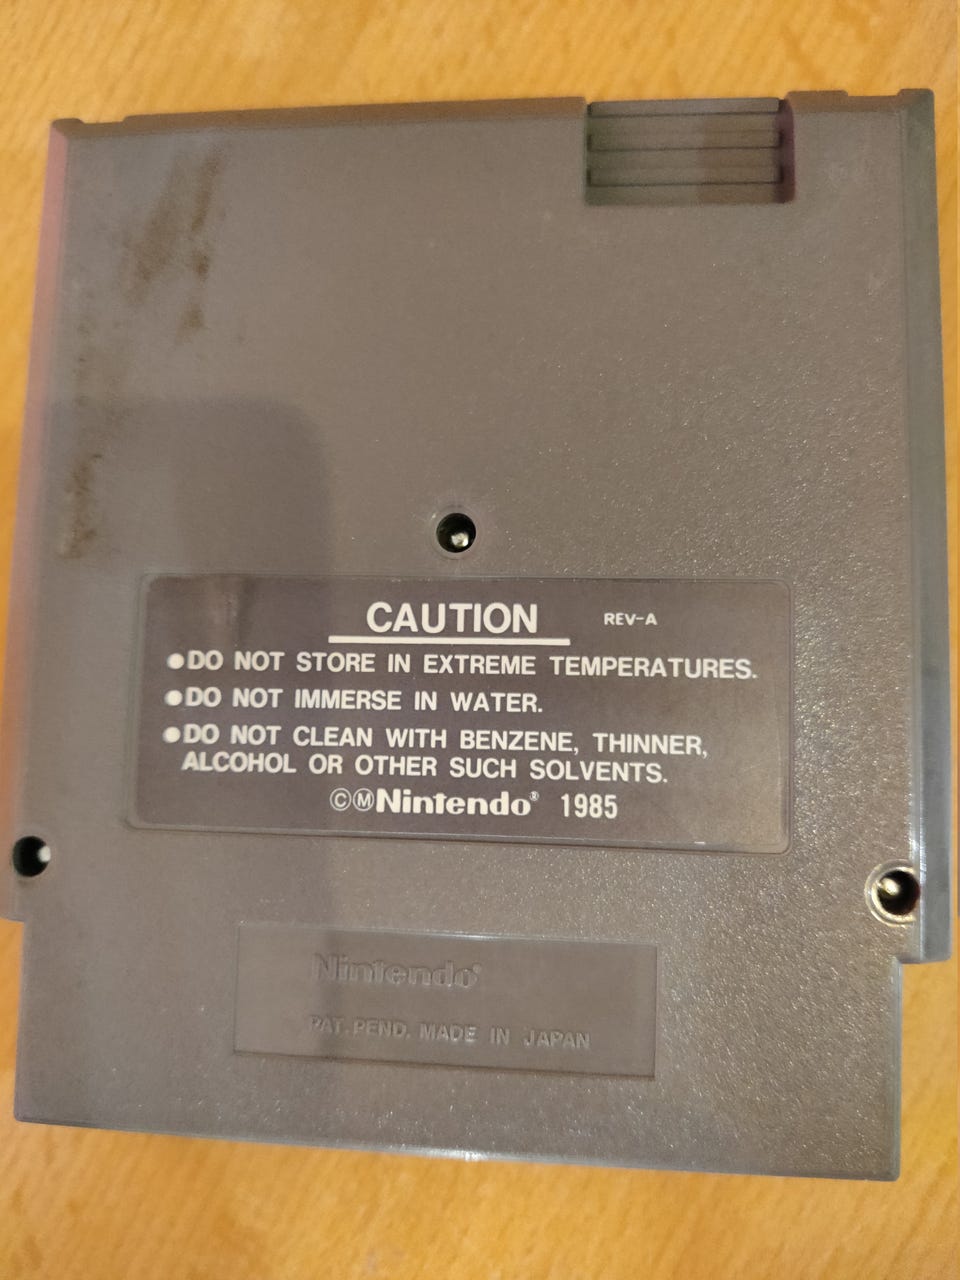 CAUTION REV-A
●DO NOT STORE IN EXTREME TEMPERATURES.
●DO NOT IMMERSE IN WATER.
●DO NOT CLEAN WITH BENZENE, THINNER,
ALCOHOL OR OTHER SUCH SOLVENTS.
©Ⓜ Nintendo® 1985
Nintendo®
PAT. PEND. MADE IN JAPAN